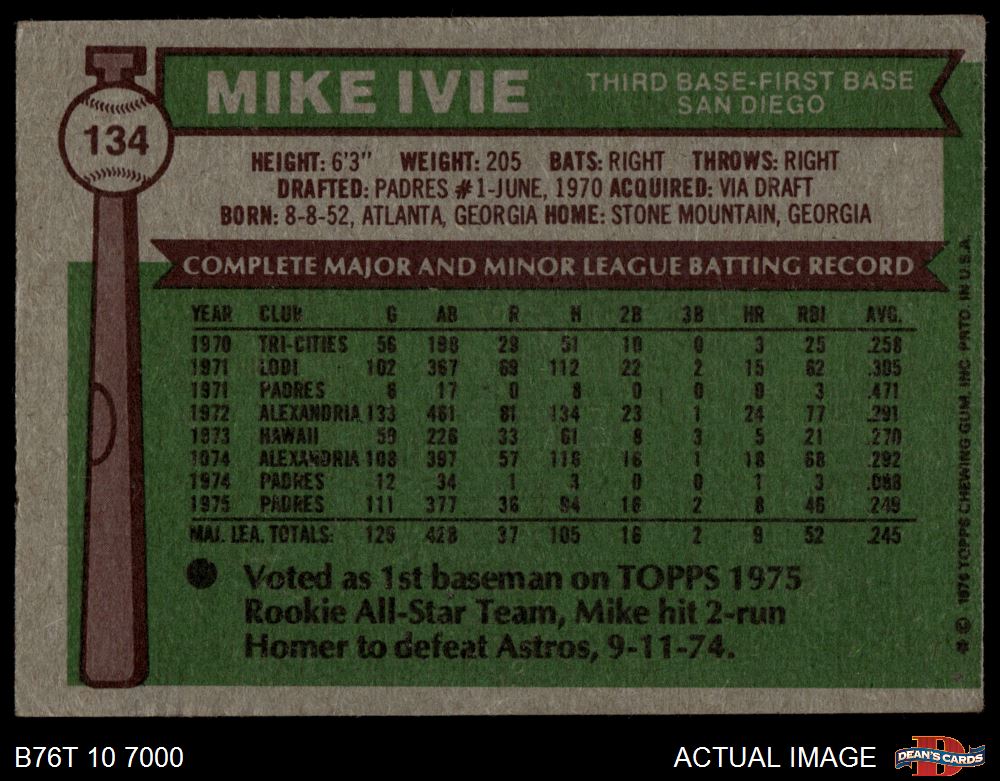 134
MIKE IVIE
THIRD BASE-FIRST BASE
SAN DIEGO
HEIGHT: 6'3" WEIGHT: 205 BATS: RIGHT THROWS: RIGHT
DRAFTED: PADRES #1-JUNE, 1970 ACQUIRED: VIA DRAFT
BORN: 8-8-52, ATLANTA, GEORGIA HOME: STONE MOUNTAIN, GEORGIA
COMPLETE MAJOR AND MINOR LEAGUE BATTING RECORD
YEAR CLUB G AB R H 2B 3B HR RBI AVG.
1970 TRI-CITIES 56 198 29 51 10 0 3 25 .258
1971 LODI 102 367 69 112 22 2 15 62 .305
1971 PADRES 6 17 0 8 0 0 0 3 .471
1972 ALEXANDRIA 133 461 81 134 23 1 24 77 .291
1973 HAWAII 59 226 33 61 8 3 5 21 .270
1974 ALEXANDRIA 108 397 57 116 16 1 18 68 .292
1974 PADRES 12 34 1 3 0 0 1 3 .088
1975 PADRES 111 377 36 94 16 2 8 46 .249
MAJ. LEA. TOTALS: 129 428 37 105 16 2 9 52 .245
Voted as 1st baseman on TOPPS 1975
Rookie All-Star Team, Mike hit 2-run
Homer to defeat Astros, 9-11-74.
* © 1976 TOPPS CHEWING GUM, INC. PRTD. IN U.S.A.
B76T 10 7000
ACTUAL IMAGE
D
DEAN'S CARDS